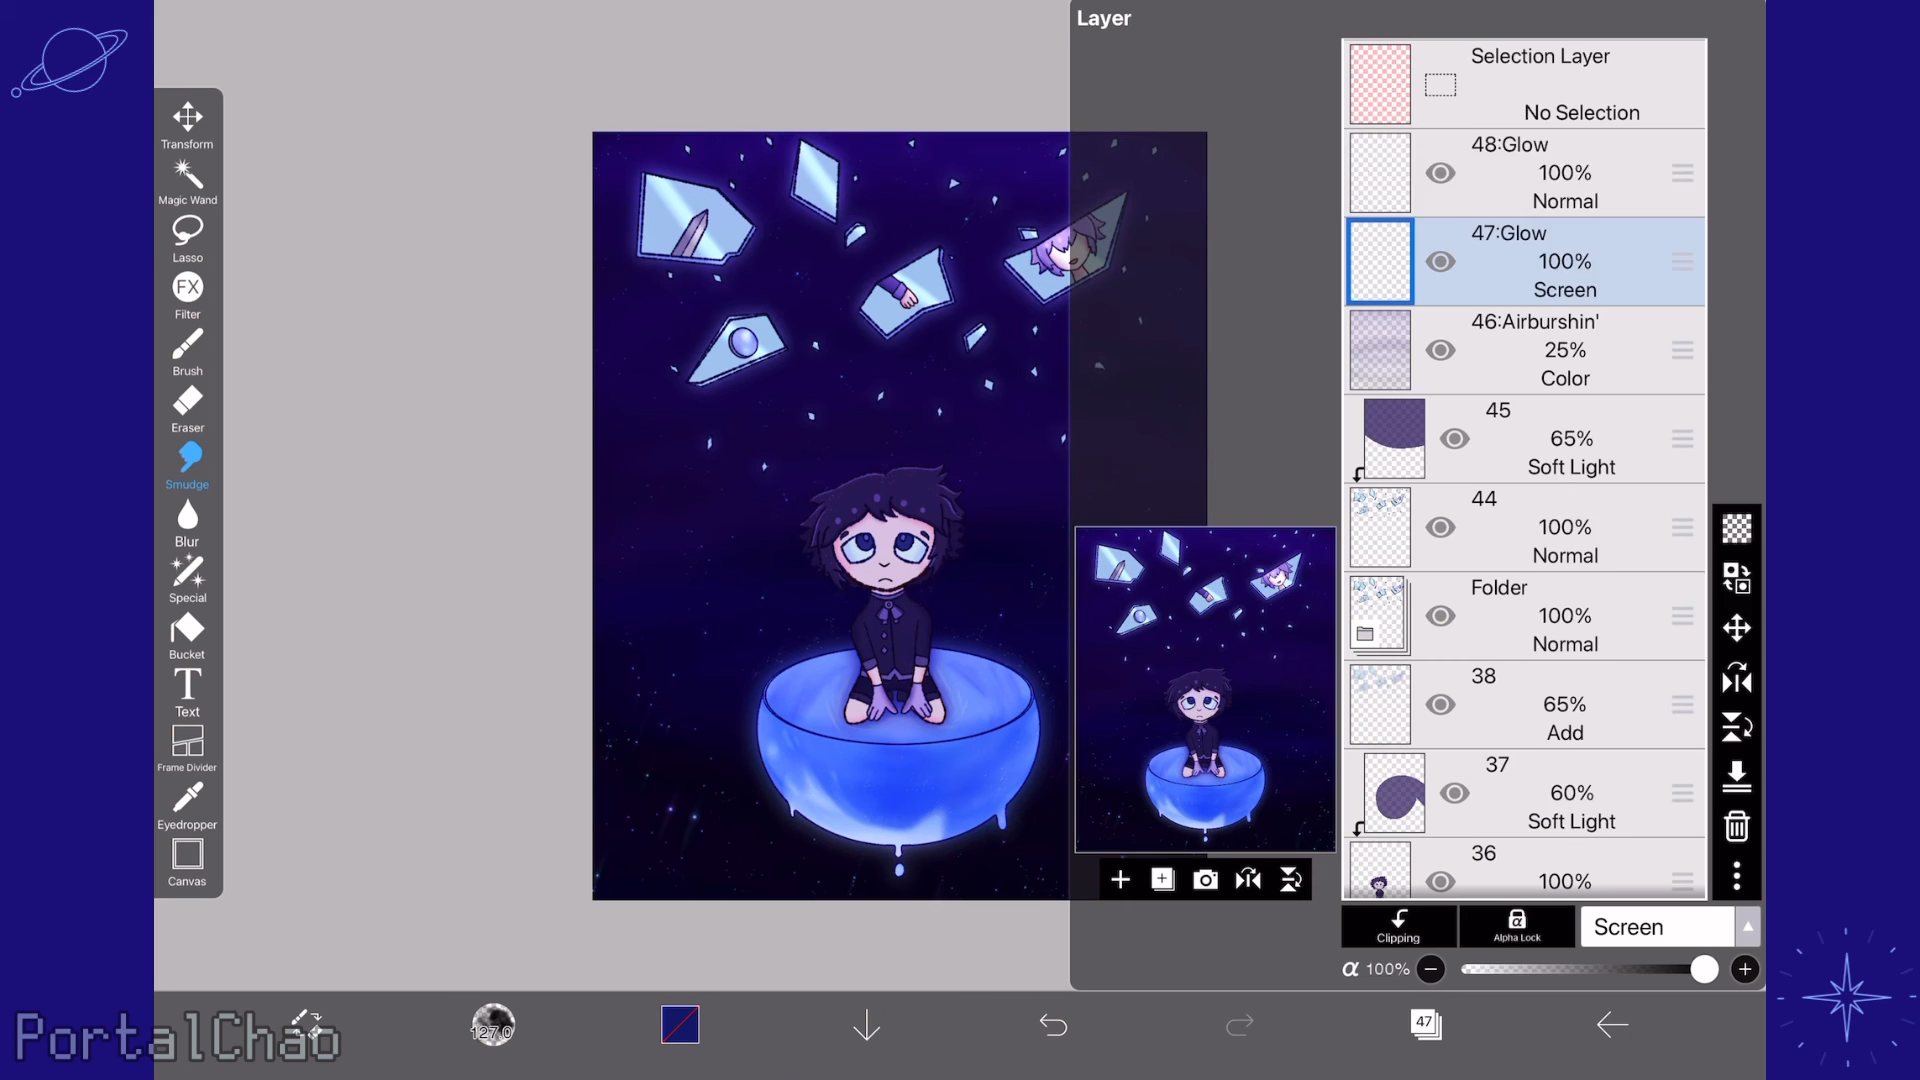 Layer
Transform
Magic Wand
Lasso
FX
Filter
Brush
Eraser
Smudge
Blur
Special
Bucket
T
Text
Frame Divider
Eyedropper
Canvas
Selection Layer
No Selection
48:Glow
100%
Normal
47:Glow
100%
Screen
46:Airburshin'
25%
Color
45
65%
Soft Light
44
100%
Normal
Folder
100%
Normal
38
65%
Add
37
60%
Soft Light
36
100%
Clipping
α
Alpha Lock
Screen
α 100%
127.0
47
PortalChao